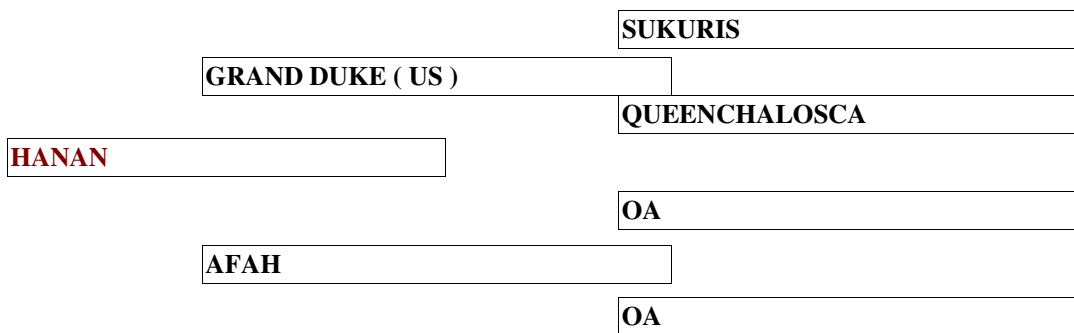 SUKURIS
GRAND DUKE ( US )
QUEENCHALOSCA
HANAN
OA
AFAH
OA